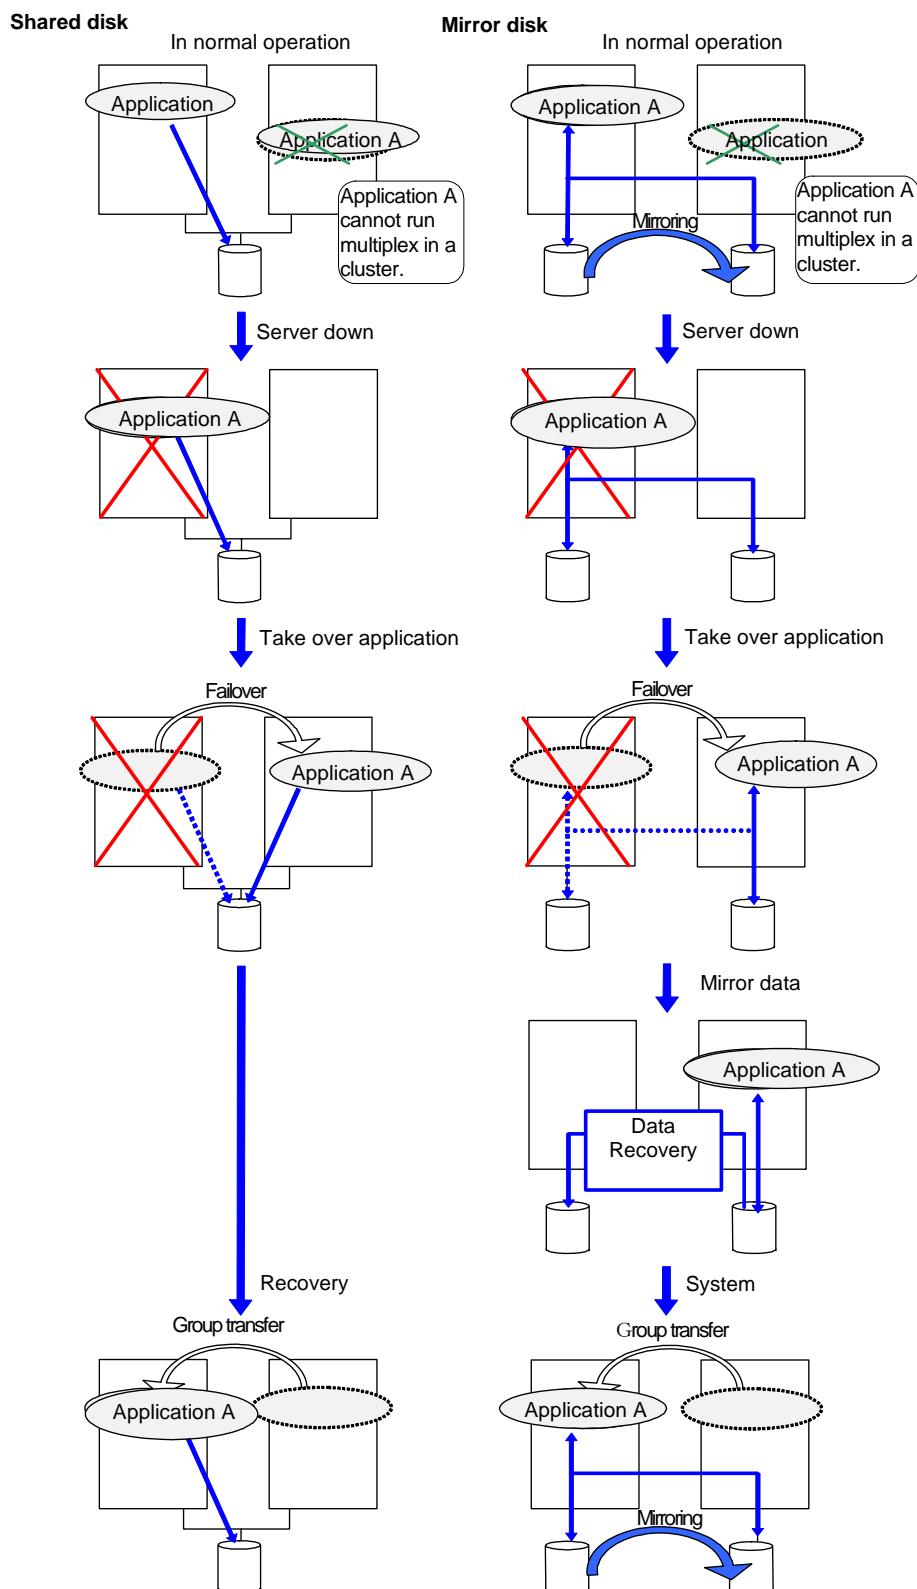 Shared disk
In normal operation
Application
Application A
Application A
cannot run
multiplex in a
cluster.
Server down
Application A
Take over application
Failover
Application A
Recovery
Group transfer
Application A
Mirror disk
In normal operation
Application A
Application
Application A
cannot run
multiplex in a
cluster.
Mirroring
Server down
Application A
Take over application
Failover
Application A
Mirror data
Application A
Data
Recovery
System
Group transfer
Application A
Mirroring